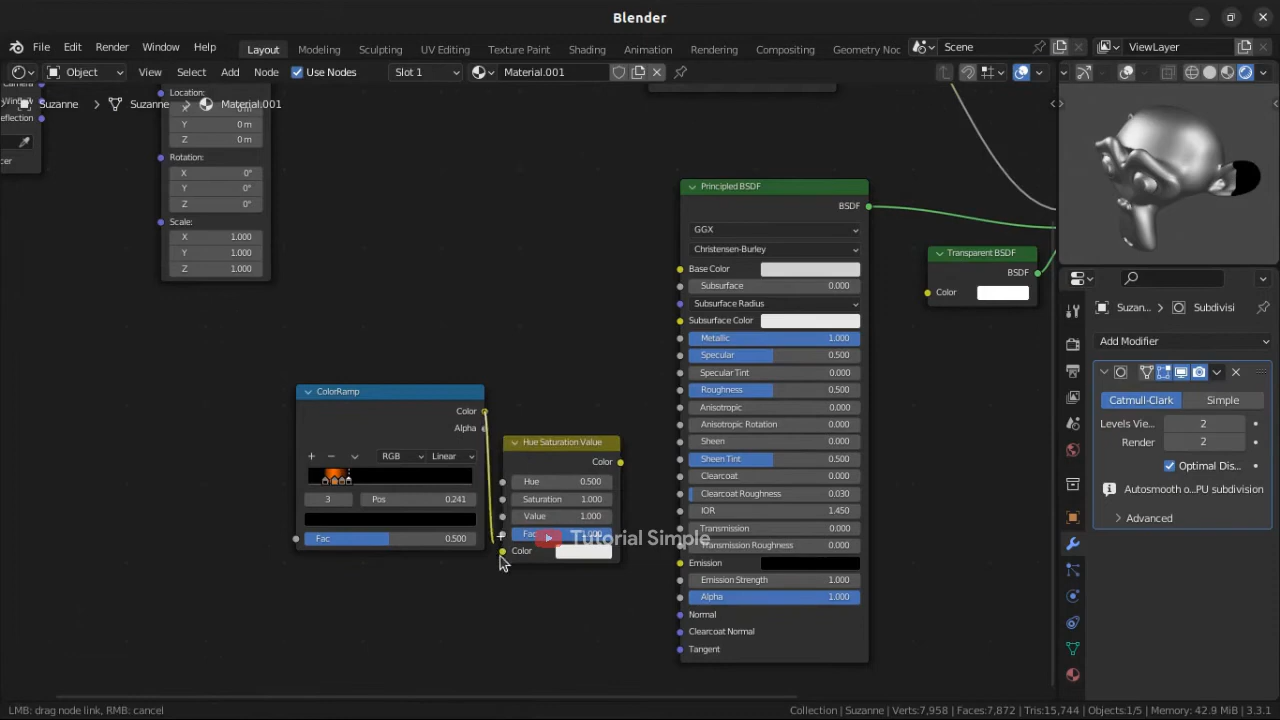 Blender
File Edit Render Window Help Layout Modeling Sculpting UV Editing Texture Paint Shading Animation Rendering Compositing Geometry Noc Scene ViewLayer
Object View Select Add Node Use Nodes Slot 1 Material.001
Suzanne Suzanne Material.001
Location:
X 0 m
Y 0 m
Z 0 m
Rotation:
X 0°
Y 0°
Z 0°
Scale:
X 1.000
Y 1.000
Z 1.000
ColorRamp
Color
Alpha
RGB Linear
3 Pos 0.241
Fac 0.500
Hue Saturation Value
Color
Hue 0.500
Saturation 1.000
Value 1.000
Fac
Color
Tutorial Simple
Principled BSDF
BSDF
GGX
Christensen-Burley
Base Color
Subsurface 0.000
Subsurface Radius
Subsurface Color
Metallic 1.000
Specular 0.500
Specular Tint 0.000
Roughness 0.500
Anisotropic 0.000
Anisotropic Rotation 0.000
Sheen 0.000
Sheen Tint 0.500
Clearcoat 0.000
Clearcoat Roughness 0.030
IOR 1.450
Transmission 0.000
Transmission Roughness 0.000
Emission
Emission Strength 1.000
Alpha 1.000
Normal
Clearcoat Normal
Tangent
Transparent BSDF
BSDF
Color
Suzan... Subdivisi
Add Modifier
Catmull-Clark Simple
Levels Vie... 2
Render 2
Optimal Dis...
Autosmooth o...PU subdivision
Advanced
LMB: drag node link, RMB: cancel
Collection | Suzanne | Verts:7,958 | Faces:7,872 | Tris:15,744 | Objects:1/5 | Memory: 42.9 MiB | 3.3.1